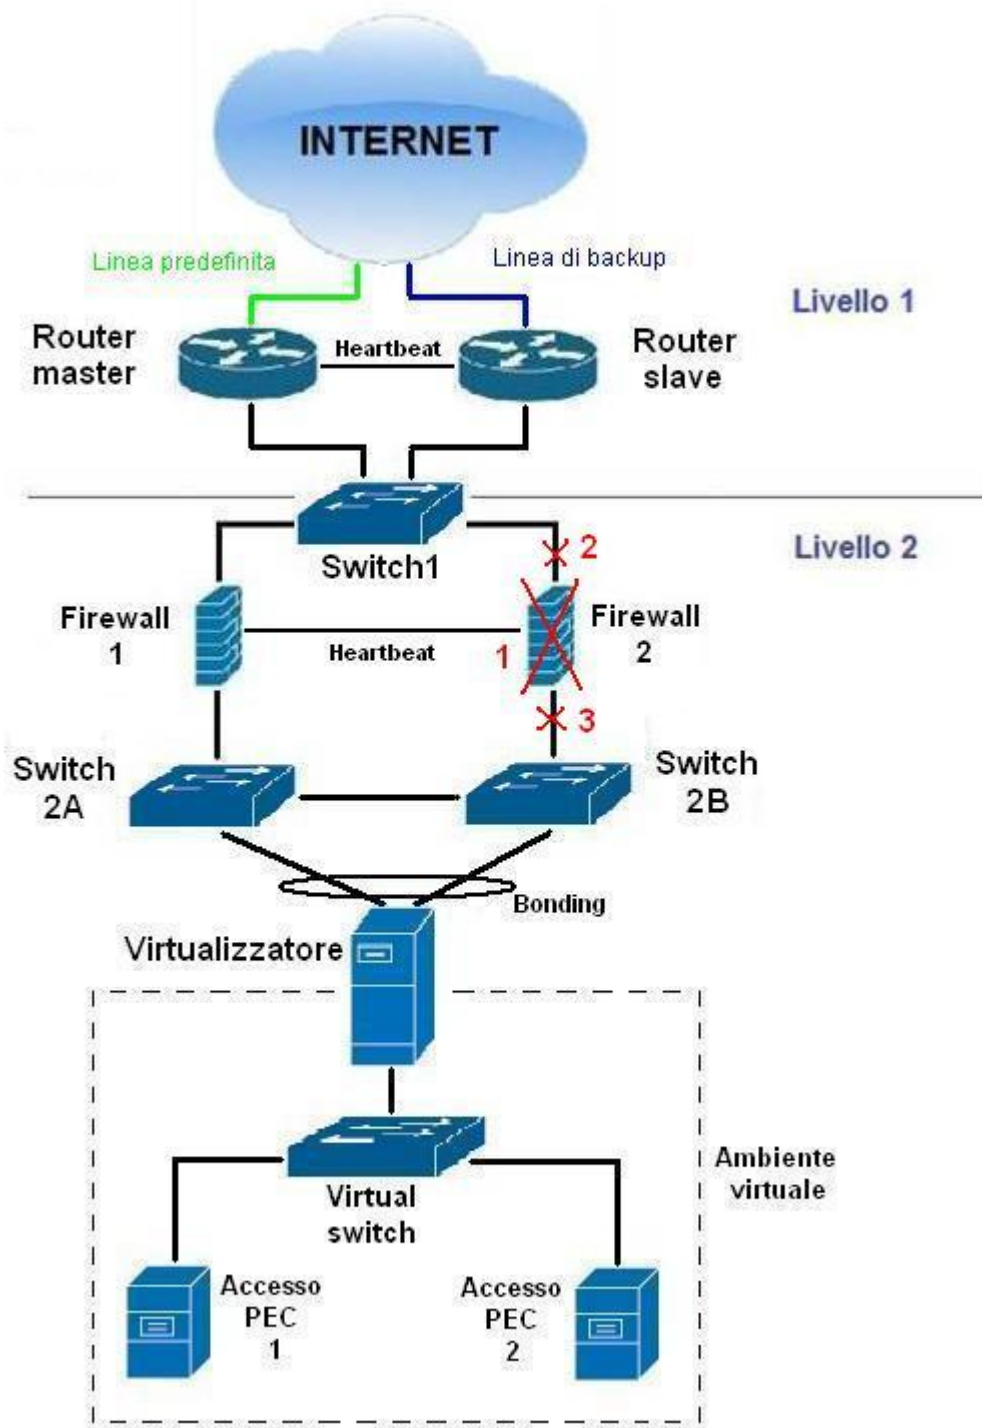 INTERNET
Linea predefinita
Linea di backup
Livello 1
Router
master
Heartbeat
Router
slave
Switch1
Livello 2
2
Firewall
1
Heartbeat
1
Firewall
2
3
Switch
2A
Switch
2B
Bonding
Virtualizzatore
Virtual
switch
Ambiente
virtuale
Accesso
PEC
1
Accesso
PEC
2